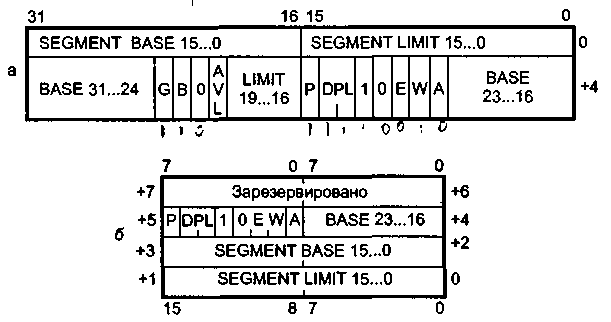 31 16 15 0
SEGMENT BASE 15...0 SEGMENT LIMIT 15...0 0
а BASE 31...24 G B 0 AVL LIMIT 19...16 P DPL 1 0 E W A BASE 23...16 +4
7 0 7 0
+7 Зарезервировано +6
б +5 P DPL 1 0 E W A BASE 23...16 +4
+3 SEGMENT BASE 15...0 +2
+1 SEGMENT LIMIT 15...0 0
15 8 7 0